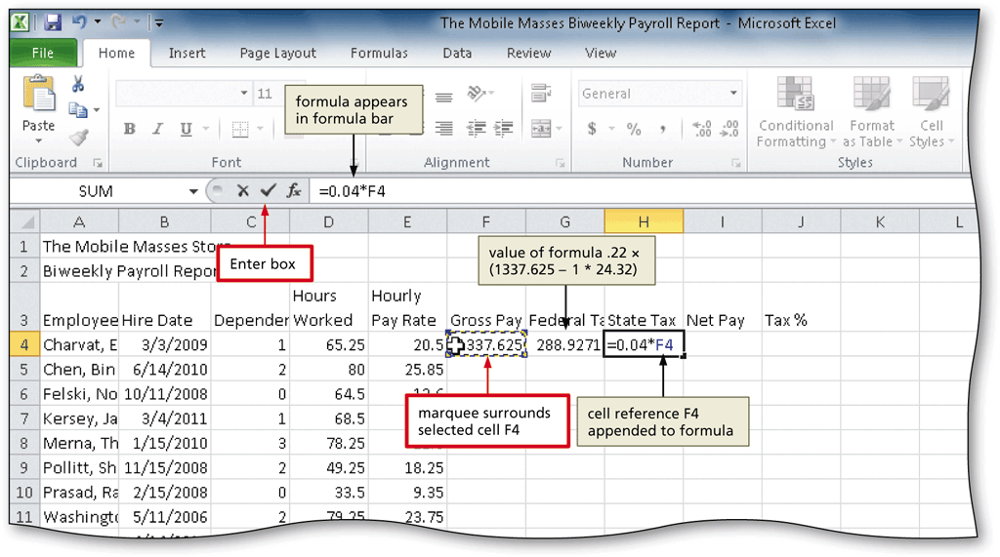 The Mobile Masses Biweekly Payroll Report - Microsoft Excel
File Home Insert Page Layout Formulas Data Review View
11
General
Paste
B I U
$ % ,
Conditional Formatting
Format as Table
Cell Styles
Clipboard Font Alignment Number Styles
formula appears
in formula bar
SUM fx =0.04*F4
A B C D E F G H I J K L
1 The Mobile Masses Store
2 Biweekly Payroll Repor
Enter box
value of formula .22 ×
(1337.625 – 1 * 24.32)
Hours Hourly
3 Employee Hire Date Depender Worked Pay Rate Gross Pay Federal Ta State Tax Net Pay Tax %
4 Charvat, E 3/3/2009 1 65.25 20.5 337.625 288.9271 =0.04*F4
5 Chen, Bin 6/14/2010 2 80 25.85
6 Felski, No 10/11/2008 0 64.5
7 Kersey, Ja 3/4/2011 1 68.5
8 Merna, Th 1/15/2010 3 78.25
marquee surrounds
selected cell F4
cell reference F4
appended to formula
9 Pollitt, Sh 11/15/2008 2 49.25 18.25
10 Prasad, Ra 2/15/2008 0 33.5 9.35
11 Washingto 5/11/2006 2 79.25 23.75